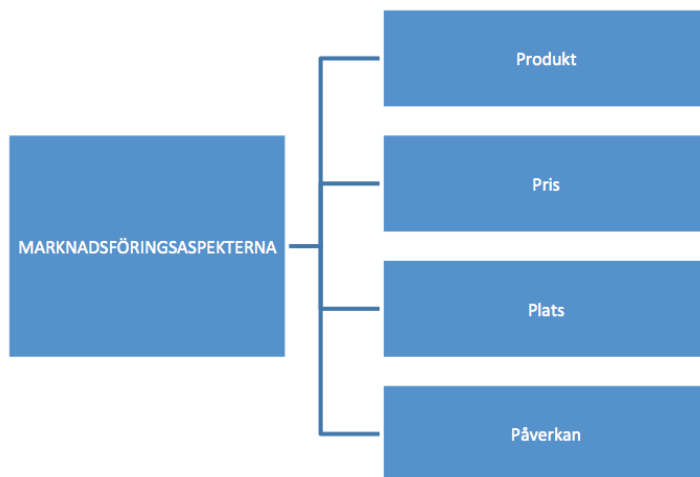 Produkt
MARKNADSFÖRINGSASPEKTERNA
Pris
Plats
Påverkan